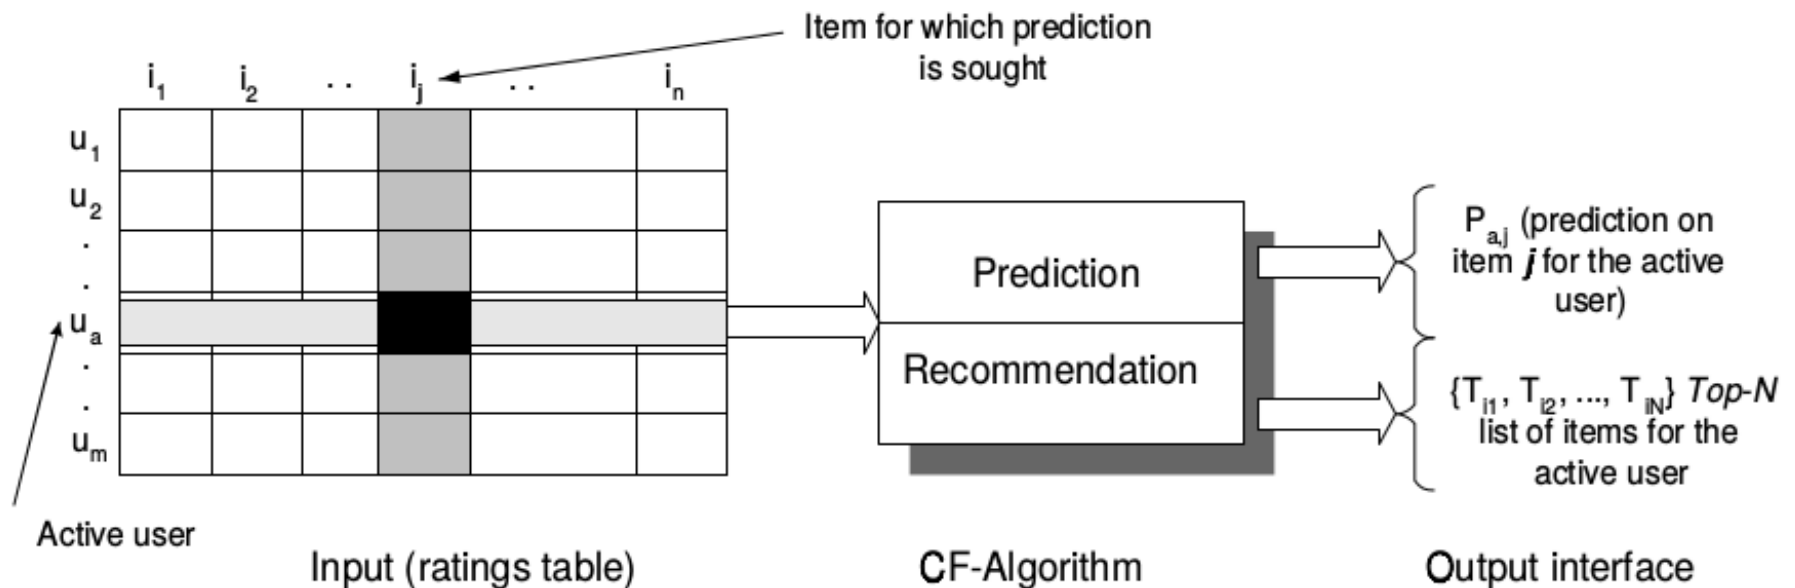 Item for which prediction
is sought
i1 i2 . . ij . . in
u1
u2
.
.
ua
.
.
um
Active user
Input (ratings table)
Prediction
Recommendation
CF-Algorithm
Pa,j (prediction on
item j for the active
user)
{Ti1, Ti2, ..., TiN} Top-N
list of items for the
active user
Output interface